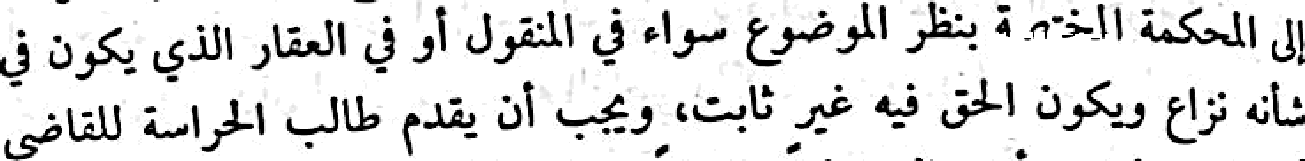 إلى المحكمة المختصة بنظر الموضوع سواء في المنقول أو في العقار الذي يكون في
شأنه نزاع ويكون الحق فيه غير ثابت، ويجب أن يقدم طالب الحراسة للقاضي